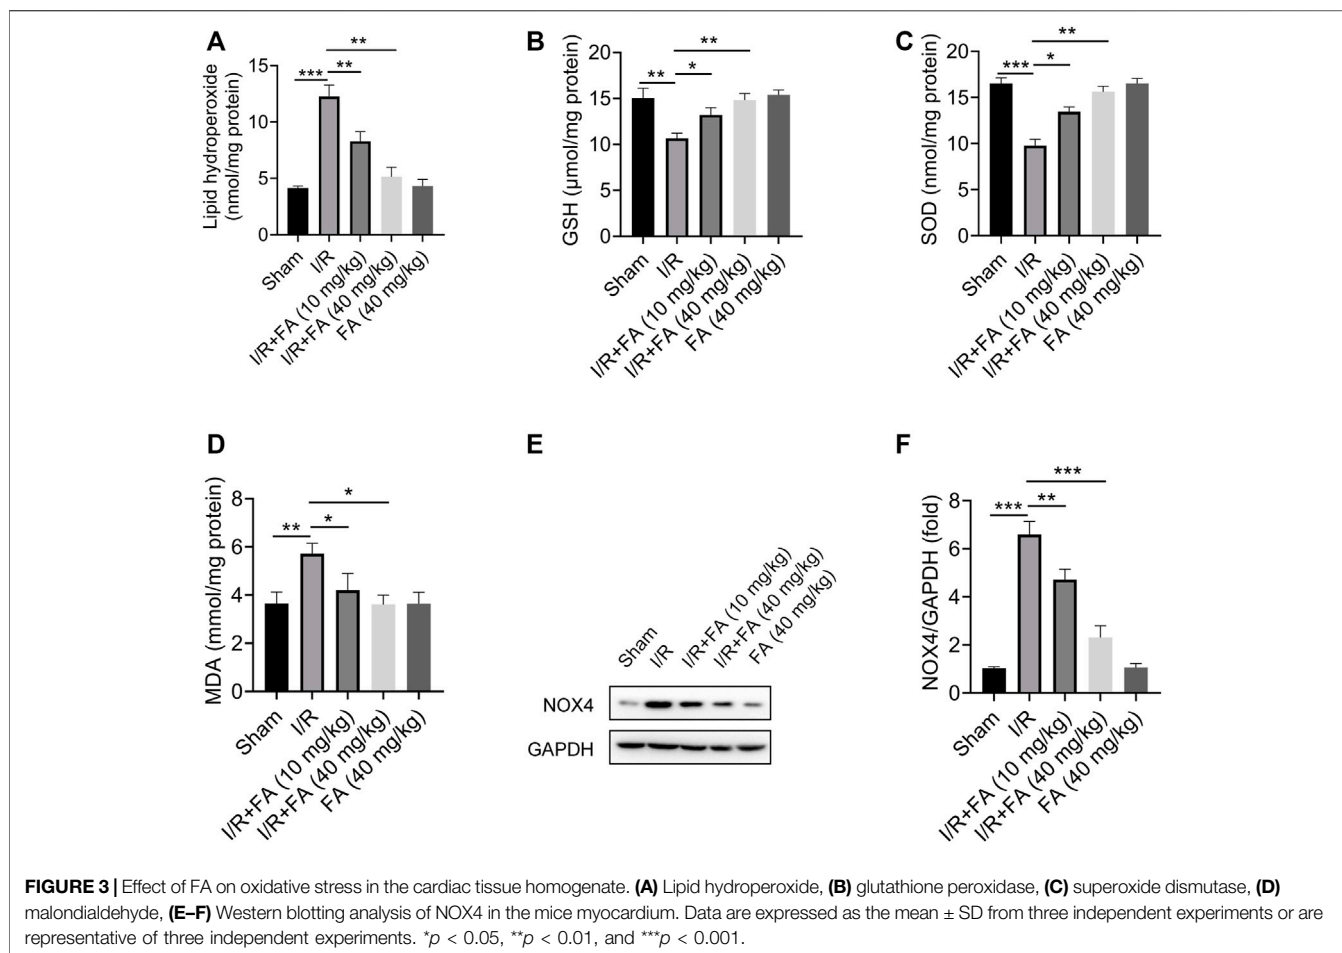 A
Lipid hydroperoxide
(nmol/mg protein)
15
10
5
0
***
**
**
Sham
I/R
I/R+FA (10 mg/kg)
I/R+FA (40 mg/kg)
FA (40 mg/kg)
B
GSH (μmol/mg protein)
20
15
10
5
0
**
*
**
Sham
I/R
I/R+FA (10 mg/kg)
I/R+FA (40 mg/kg)
FA (40 mg/kg)
C
SOD (nmol/mg protein)
20
15
10
5
0
***
*
**
Sham
I/R
I/R+FA (10 mg/kg)
I/R+FA (40 mg/kg)
FA (40 mg/kg)
D
MDA (mmol/mg protein)
8
6
4
2
0
**
*
*
Sham
I/R
I/R+FA (10 mg/kg)
I/R+FA (40 mg/kg)
FA (40 mg/kg)
E
Sham
I/R
I/R+FA (10 mg/kg)
I/R+FA (40 mg/kg)
FA (40 mg/kg)
NOX4
GAPDH
F
NOX4/GAPDH (fold)
8
6
4
2
0
***
**
***
Sham
I/R
I/R+FA (10 mg/kg)
I/R+FA (40 mg/kg)
FA (40 mg/kg)
FIGURE 3 | Effect of FA on oxidative stress in the cardiac tissue homogenate. (A) Lipid hydroperoxide, (B) glutathione peroxidase, (C) superoxide dismutase, (D)
malondialdehyde, (E–F) Western blotting analysis of NOX4 in the mice myocardium. Data are expressed as the mean ± SD from three independent experiments or are
representative of three independent experiments. *p < 0.05, **p < 0.01, and ***p < 0.001.